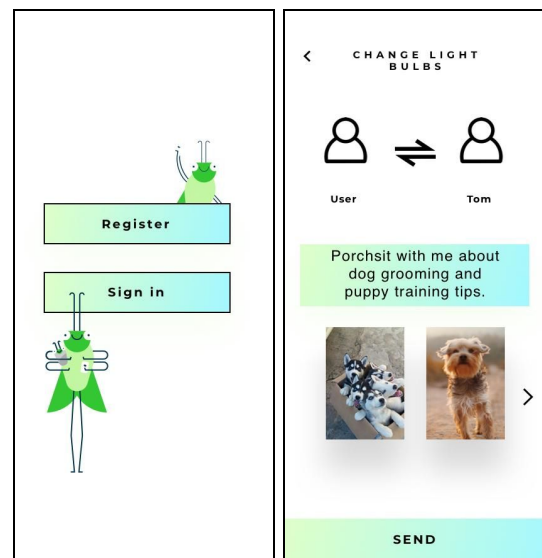 Register
Sign in
CHANGE LIGHT
BULBS
User
Tom
Porchsit with me about
dog grooming and
puppy training tips.
SEND